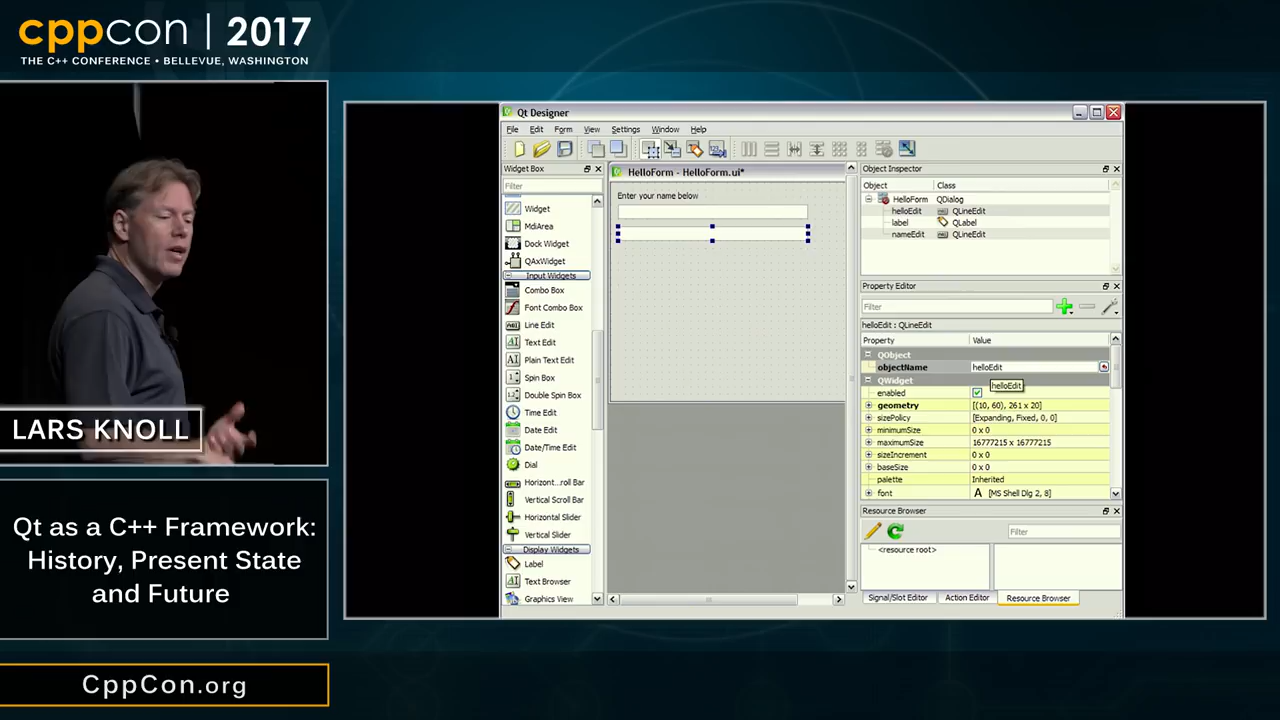 cppcon | 2017
THE C++ CONFERENCE • BELLEVUE, WASHINGTON
LARS KNOLL
Qt as a C++ Framework:
History, Present State
and Future
CppCon.org
Qt Designer
File Edit Form View Settings Window Help
Widget Box
Filter
Widget
MdiArea
Dock Widget
QAxWidget
Input Widgets
Combo Box
Font Combo Box
Line Edit
Text Edit
Plain Text Edit
Spin Box
Double Spin Box
Time Edit
Date Edit
Date/Time Edit
Dial
Horizont...roll Bar
Vertical Scroll Bar
Horizontal Slider
Vertical Slider
Display Widgets
Label
Text Browser
Graphics View
HelloForm - HelloForm.ui*
Enter your name below
Object Inspector
Object Class
HelloForm QDialog
helloEdit QLineEdit
label QLabel
nameEdit QLineEdit
Property Editor
Filter
helloEdit : QLineEdit
Property Value
QObject
objectName helloEdit
QWidget
helloEdit
enabled
geometry [(10, 60), 261 x 20]
sizePolicy [Expanding, Fixed, 0, 0]
minimumSize 0 x 0
maximumSize 16777215 x 16777215
sizeIncrement 0 x 0
baseSize 0 x 0
palette Inherited
font A [MS Shell Dlg 2, 8]
Resource Browser
Filter
<resource root>
Signal/Slot Editor Action Editor Resource Browser